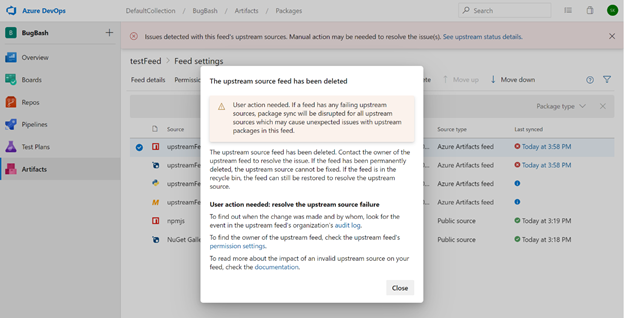 Azure DevOps
DefaultCollection / BugBash / Artifacts / Packages
Search
SK
B BugBash
Issues detected with this feed's upstream sources. Manual action may be needed to resolve the issue(s). See upstream status details.
testFeed > Feed settings
Overview
Feed details Permissi
Move up Move down
Boards
Repos
Pipelines
Test Plans
Artifacts
The upstream source feed has been deleted
User action needed. If a feed has any failing upstream
sources, package sync will be disrupted for all upstream
sources which may cause unexpected issues with upstream
packages in this feed.
The upstream source feed has been deleted. Contact the owner of the
upstream feed to resolve the issue. If the feed has been permanently
deleted, the upstream source cannot be fixed. If the feed is in the
recycle bin, the feed can still be restored to resolve the upstream
source.
User action needed: resolve the upstream source failure
To find out when the change was made and by whom, look for the
event in the upstream feed's organization's audit log.
To find the owner of the upstream feed, check the upstream feed's
permission settings.
To read more about the impact of an invalid upstream source on your
feed, check the documentation.
Close
Package type
Source Source type Last synced
upstreamFe Azure Artifacts feed Today at 3:58 PM
upstreamFe Azure Artifacts feed Today at 3:58 PM
upstreamFe Azure Artifacts feed
upstreamFe Azure Artifacts feed
npmjs Public source Today at 3:19 PM
NuGet Galler Public source Today at 3:18 PM